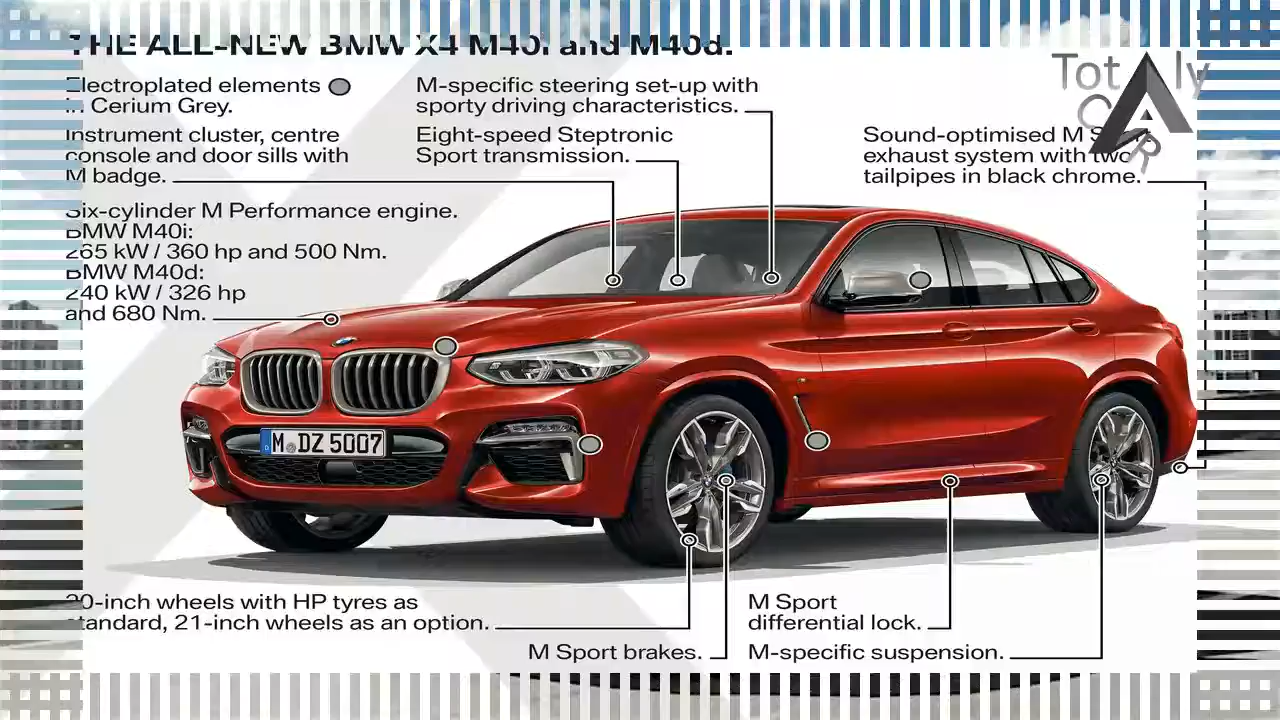 THE ALL-NEW BMW X4 M40i and M40d.
Electroplated elements
in Cerium Grey.
M-specific steering set-up with
sporty driving characteristics.
Instrument cluster, centre
console and door sills with
M badge.
Eight-speed Steptronic
Sport transmission.
Sound-optimised M
exhaust system with two
tailpipes in black chrome.
Totally
CAR
Six-cylinder M Performance engine.
BMW M40i:
265 kW / 360 hp and 500 Nm.
BMW M40d:
240 kW / 326 hp
and 680 Nm.
M DZ 5007
20-inch wheels with HP tyres as
standard, 21-inch wheels as an option.
M Sport brakes.
M Sport
differential lock.
M-specific suspension.